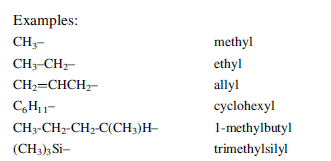 Examples:
CH₃– methyl
CH₃–CH₂– ethyl
CH₂=CHCH₂– allyl
C₆H₁₁– cyclohexyl
CH₃-CH₂-CH₂-C(CH₃)H– 1-methylbutyl
(CH₃)₃Si– trimethylsilyl